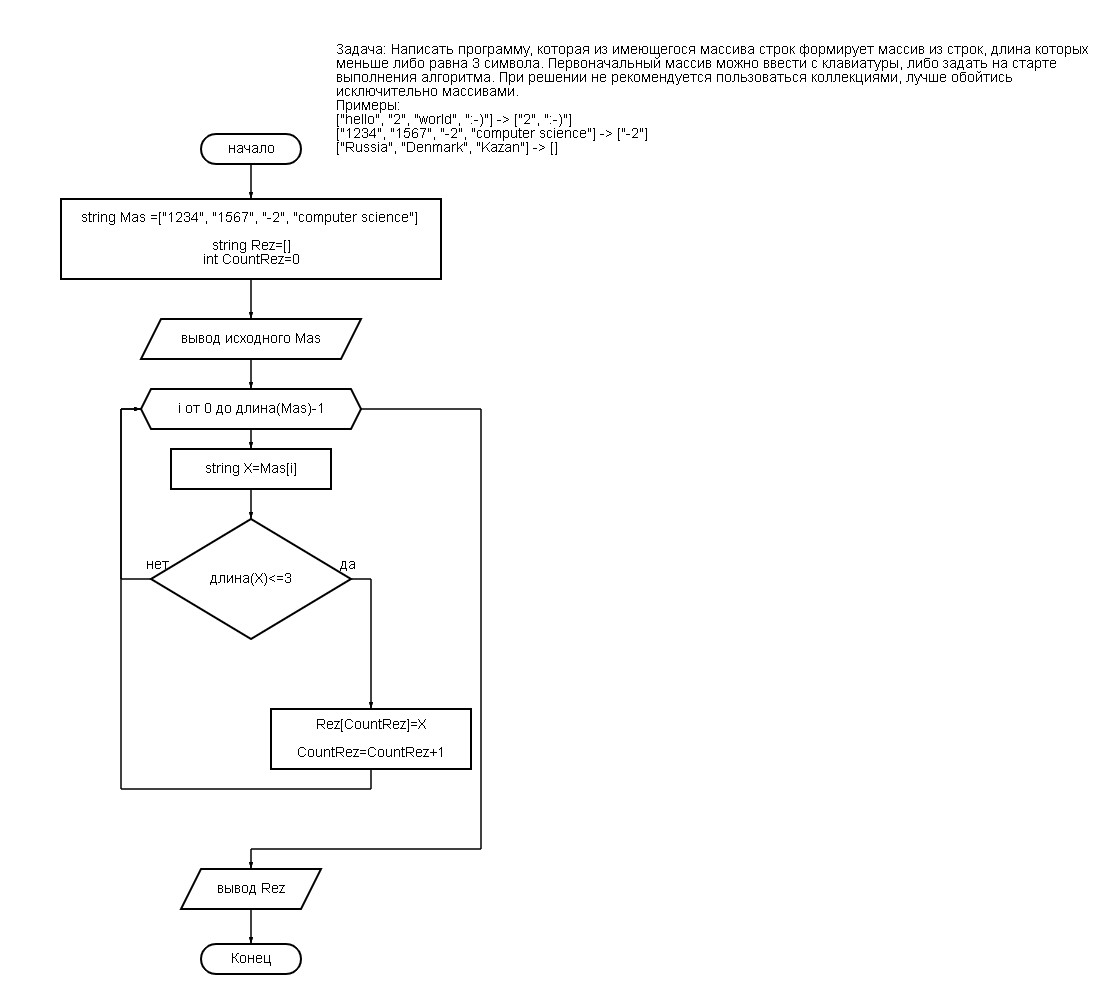 Задача: Написать программу, которая из имеющегося массива строк формирует массив из строк, длина которых
меньше либо равна 3 символа. Первоначальный массив можно ввести с клавиатуры, либо задать на старте
выполнения алгоритма. При решении не рекомендуется пользоваться коллекциями, лучше обойтись
исключительно массивами.
Примеры:
["hello", "2", "world", ":-)"] -> ["2", ":-)"]
["1234", "1567", "-2", "computer science"] -> ["-2"]
["Russia", "Denmark", "Kazan"] -> []
начало
string Mas =["1234", "1567", "-2", "computer science"]
string Rez=[]
int CountRez=0
вывод исходного Mas
i от 0 до длина(Mas)-1
string X=Mas[i]
нет
да
длина(X)<=3
Rez[CountRez]=X
CountRez=CountRez+1
вывод Rez
Конец